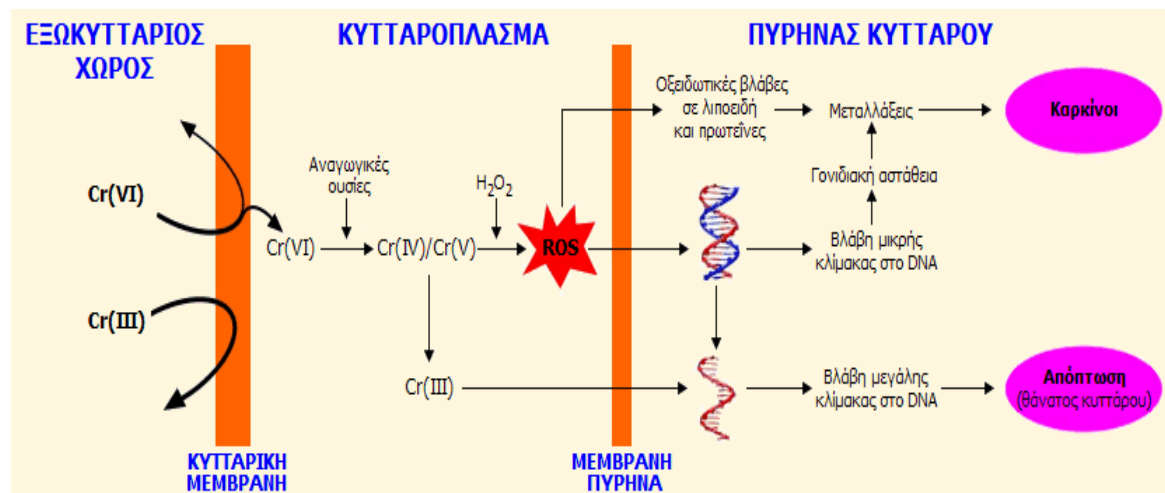 ΕΞΩΚΥΤΤΑΡΙΟΣ
ΧΩΡΟΣ
ΚΥΤΤΑΡΟΠΛΑΣΜΑ
ΠΥΡΗΝΑΣ ΚΥΤΤΑΡΟΥ
Οξειδωτικές βλάβες
σε λιποειδή
και πρωτεΐνες
Μεταλλάξεις
Καρκίνοι
Αναγωγικές
ουσίες
H₂O₂
Γονιδιακή αστάθεια
Cr(VI)
Cr(VI)
Cr(IV)/Cr(V)
ROS
Βλάβη μικρής
κλίμακας στο DNA
Cr(III)
Cr(III)
Βλάβη μεγάλης
κλίμακας στο DNA
Απόπτωση
(θάνατος κυττάρου)
ΚΥΤΤΑΡΙΚΗ
ΜΕΜΒΡΑΝΗ
ΜΕΜΒΡΑΝΗ
ΠΥΡΗΝΑ